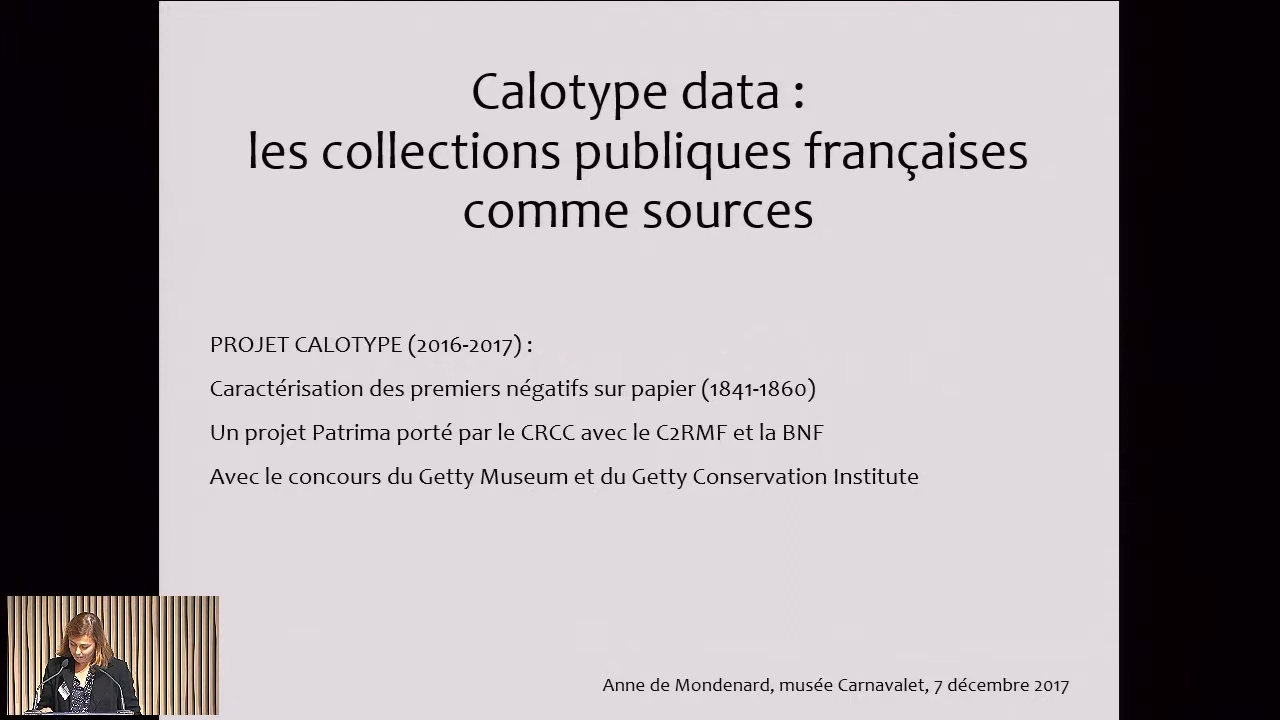 Calotype data :
les collections publiques françaises
comme sources
PROJET CALOTYPE (2016-2017) :
Caractérisation des premiers négatifs sur papier (1841-1860)
Un projet Patrima porté par le CRCC avec le C2RMF et la BNF
Avec le concours du Getty Museum et du Getty Conservation Institute
Anne de Mondenard, musée Carnavalet, 7 décembre 2017